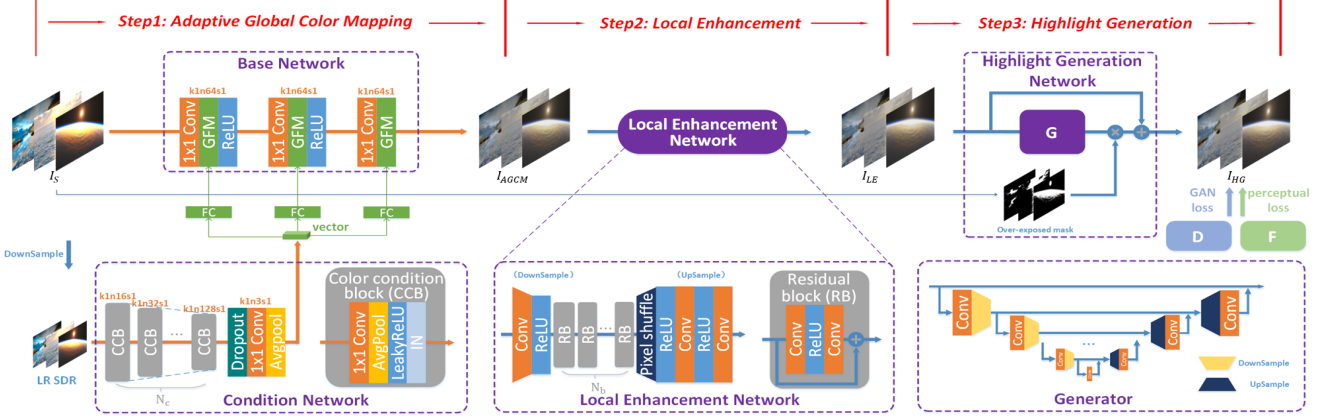 Step1: Adaptive Global Color Mapping
Step2: Local Enhancement
Step3: Highlight Generation
Base Network
k1n64s1
k1n64s1
k1n64s1
1x1 Conv
GFM
ReLU
1x1 Conv
GFM
ReLU
1x1 Conv
GFM
I_S
I_AGCM
Local Enhancement
Network
I_LE
Highlight Generation
Network
G
×
+
Over-exposed mask
I_HG
GAN
loss
perceptual
loss
D
F
FC
FC
FC
vector
DownSample
LR SDR
k1n16s1
k1n32s1
k1n128s1
k1n3s1
CCB
CCB
...
CCB
N_c
Dropout
1x1 Conv
Avgpool
Color condition
block (CCB)
1x1 Conv
AvgPool
LeakyReLU
IN
Condition Network
(DownSample)
(UpSample)
Conv
ReLU
RB
RB
...
RB
N_b
Pixel shuffle
ReLU
Conv
ReLU
Conv
Residual
block (RB)
Conv
ReLU
Conv
+
Local Enhancement Network
Conv
Conv
Conv
...
Conv
Conv
Conv
DownSample
UpSample
Generator